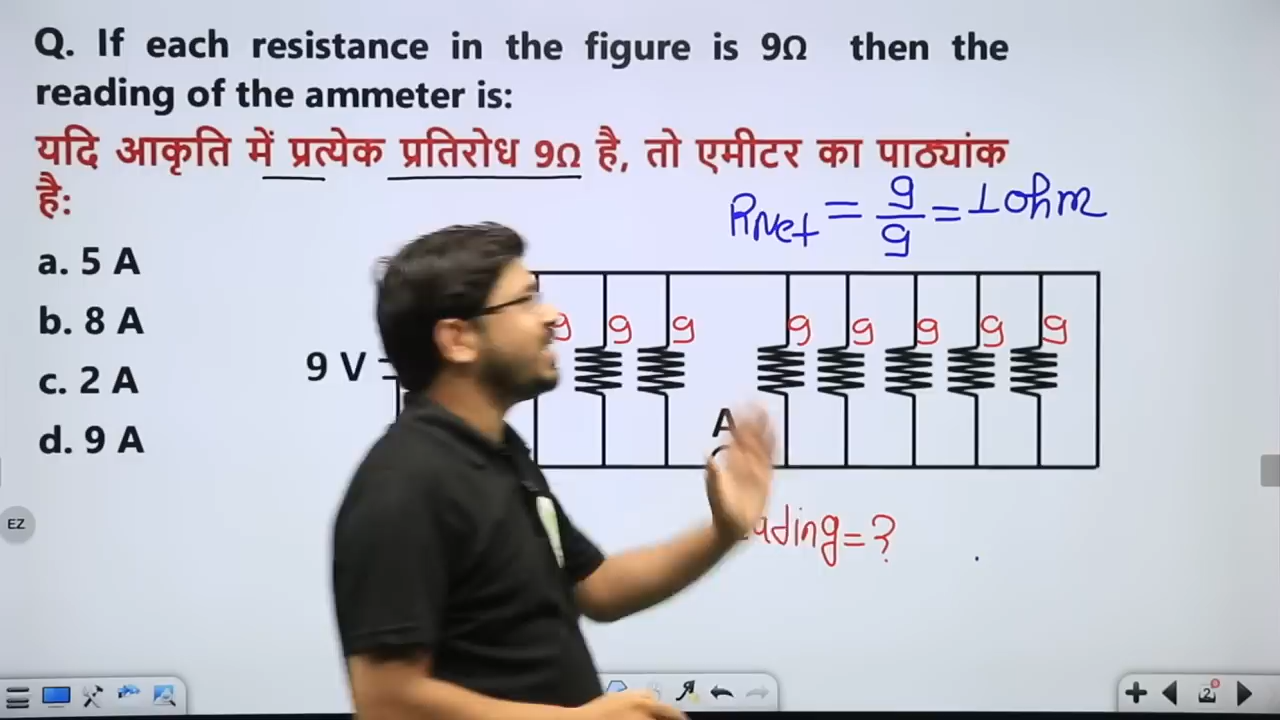 Q. If each resistance in the figure is 9Ω then the
reading of the ammeter is:
यदि आकृति में प्रत्येक प्रतिरोध 9Ω है, तो एमीटर का पाठ्यांक
है:
RNet = 9/9 = 1 ohm
a. 5 A
b. 8 A
c. 2 A
d. 9 A
9 9 9 9 9 9 9 9
9 V
A
=?
EZ
2